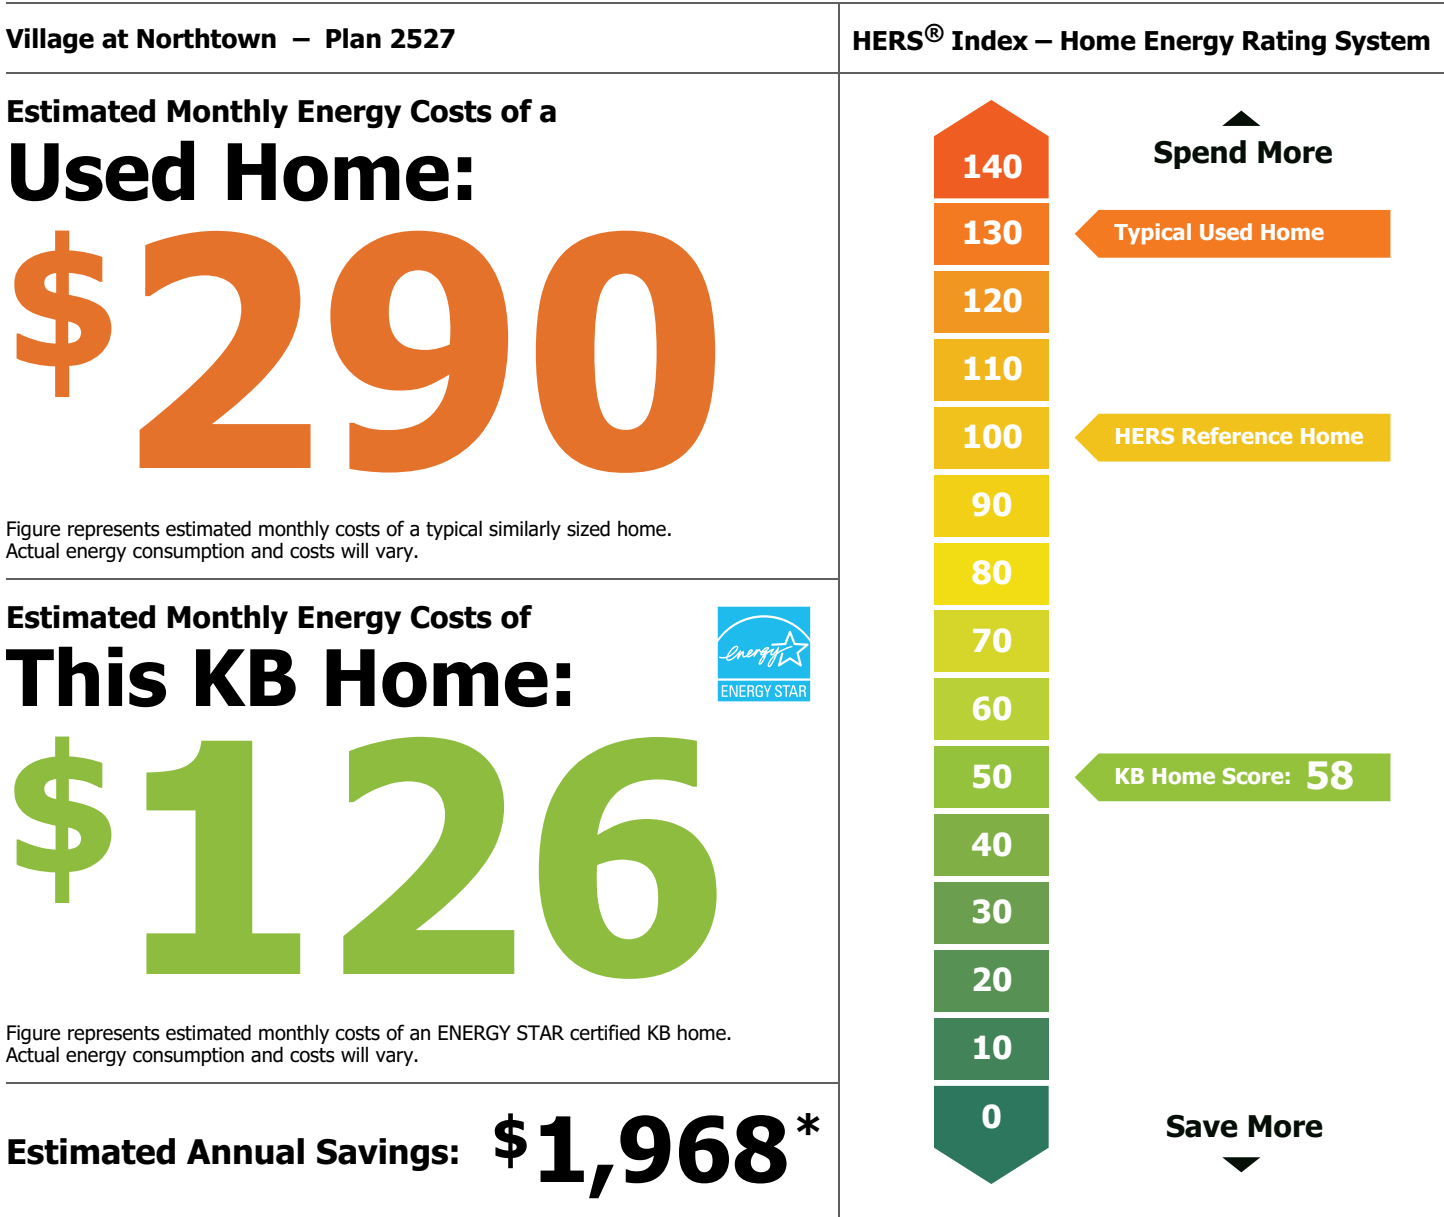 Village at Northtown – Plan 2527
Estimated Monthly Energy Costs of a
Used Home:
$290
Figure represents estimated monthly costs of a typical similarly sized home.
Actual energy consumption and costs will vary.
Estimated Monthly Energy Costs of
This KB Home:
energy
ENERGY STAR
$126
Figure represents estimated monthly costs of an ENERGY STAR certified KB home.
Actual energy consumption and costs will vary.
Estimated Annual Savings: $1,968*
HERS® Index – Home Energy Rating System
Spend More
140
130 Typical Used Home
120
110
100 HERS Reference Home
90
80
70
60
50 KB Home Score: 58
40
30
20
10
0
Save More